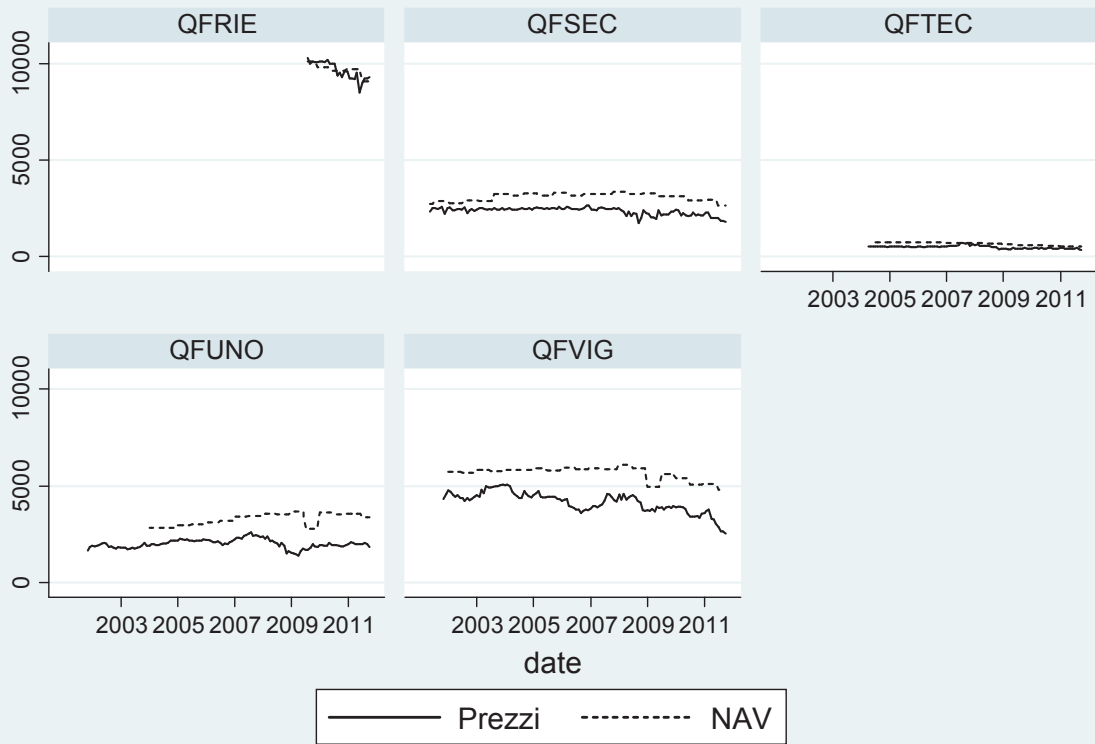 QFRIE QFSEC QFTEC
10000
5000
0
2003 2005 2007 2009 2011
QFUNO QFVIG
10000
5000
0
2003 2005 2007 2009 2011 2003 2005 2007 2009 2011
date
Prezzi NAV